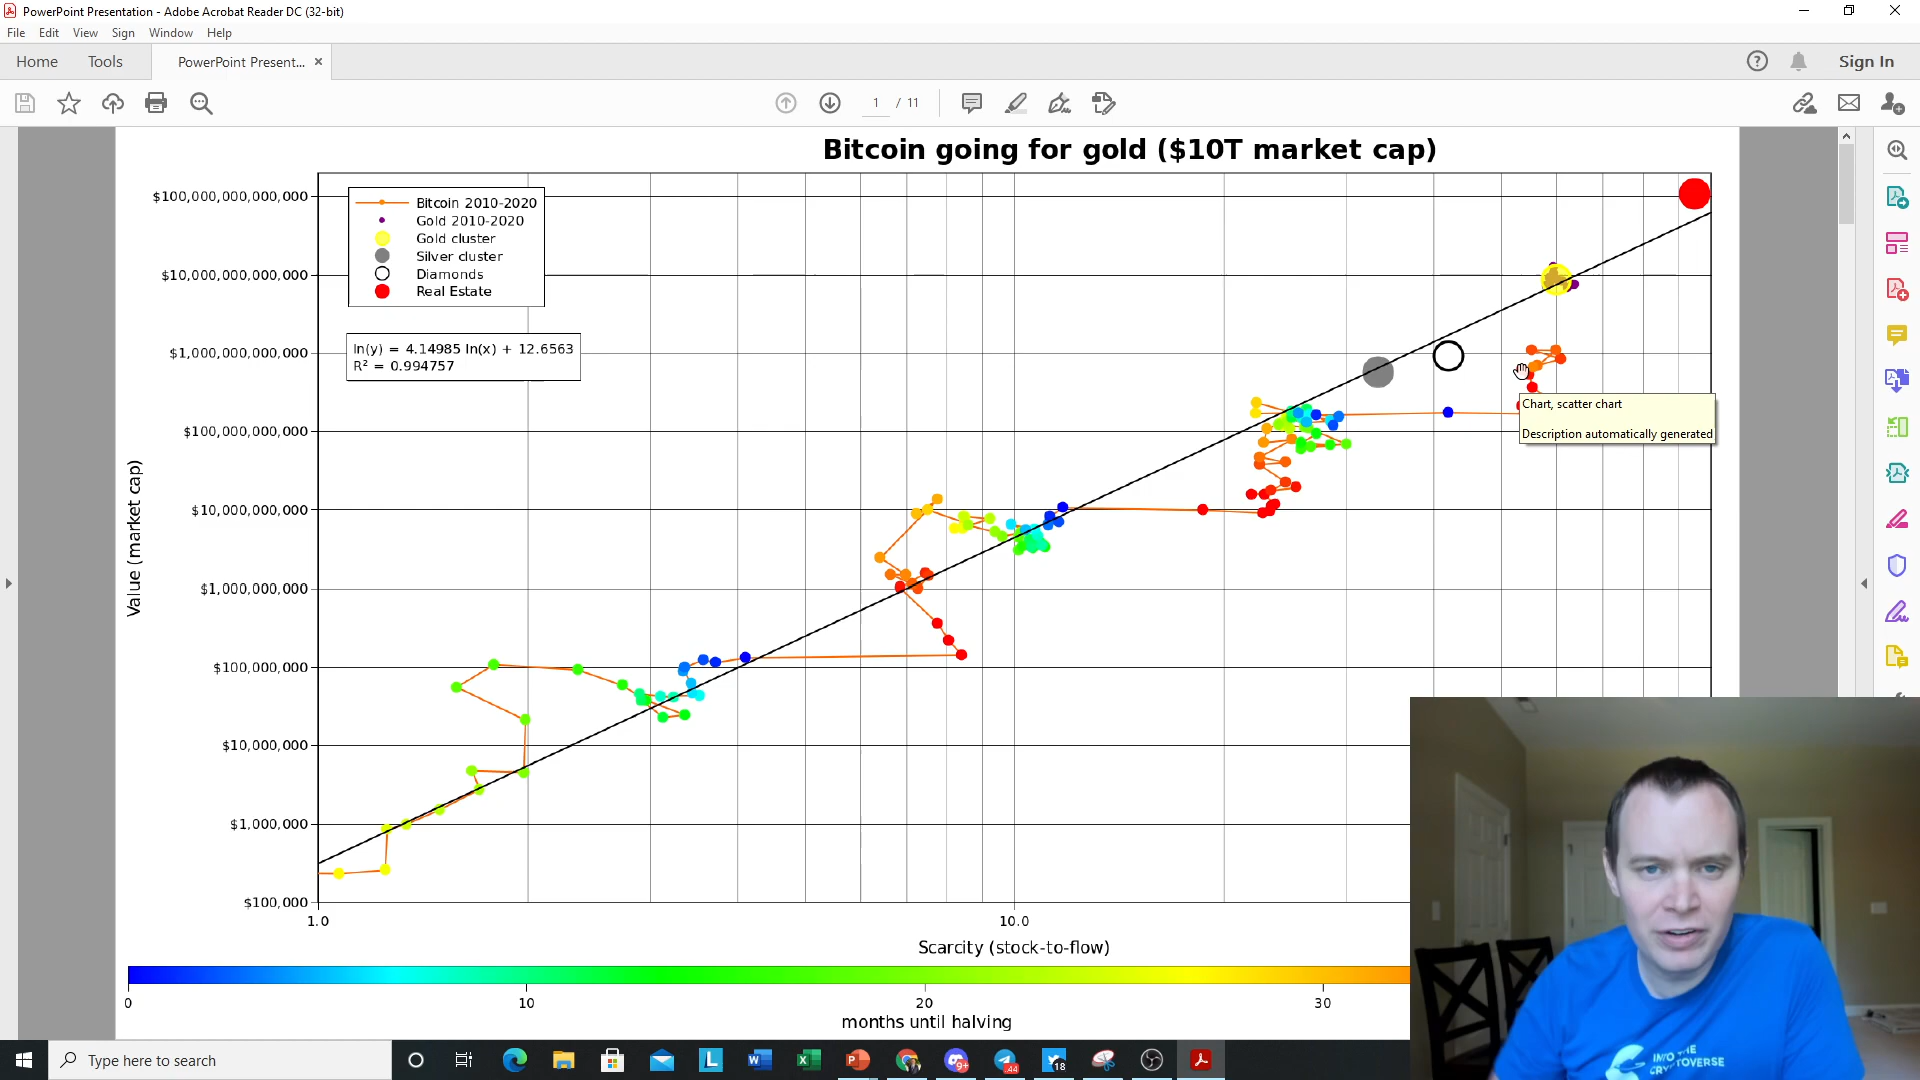 PowerPoint Presentation - Adobe Acrobat Reader DC (32-bit)
File Edit View Sign Window Help
Home Tools PowerPoint Present... × Sign In
1 / 11
Bitcoin going for gold ($10T market cap)
$100,000,000,000,000
$10,000,000,000,000
$1,000,000,000,000
$100,000,000,000
$10,000,000,000
$1,000,000,000
$100,000,000
$10,000,000
$1,000,000
$100,000
Value (market cap)
Bitcoin 2010-2020
Gold 2010-2020
Gold cluster
Silver cluster
Diamonds
Real Estate
ln(y) = 4.14985 ln(x) + 12.6563
R² = 0.994757
Chart, scatter chart
Description automatically generated
1.0 10.0
Scarcity (stock-to-flow)
0 10 20 30
months until halving
INTO THE
CRYPTOVERSE
Type here to search
9+
.44
18